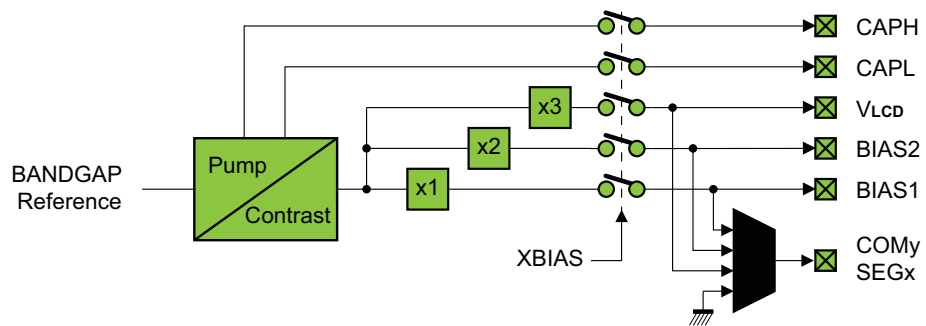 CAPH
CAPL
x3
VLCD
x2
BIAS2
BANDGAP
Reference
Pump
Contrast
x1
BIAS1
XBIAS
COMy
SEGx